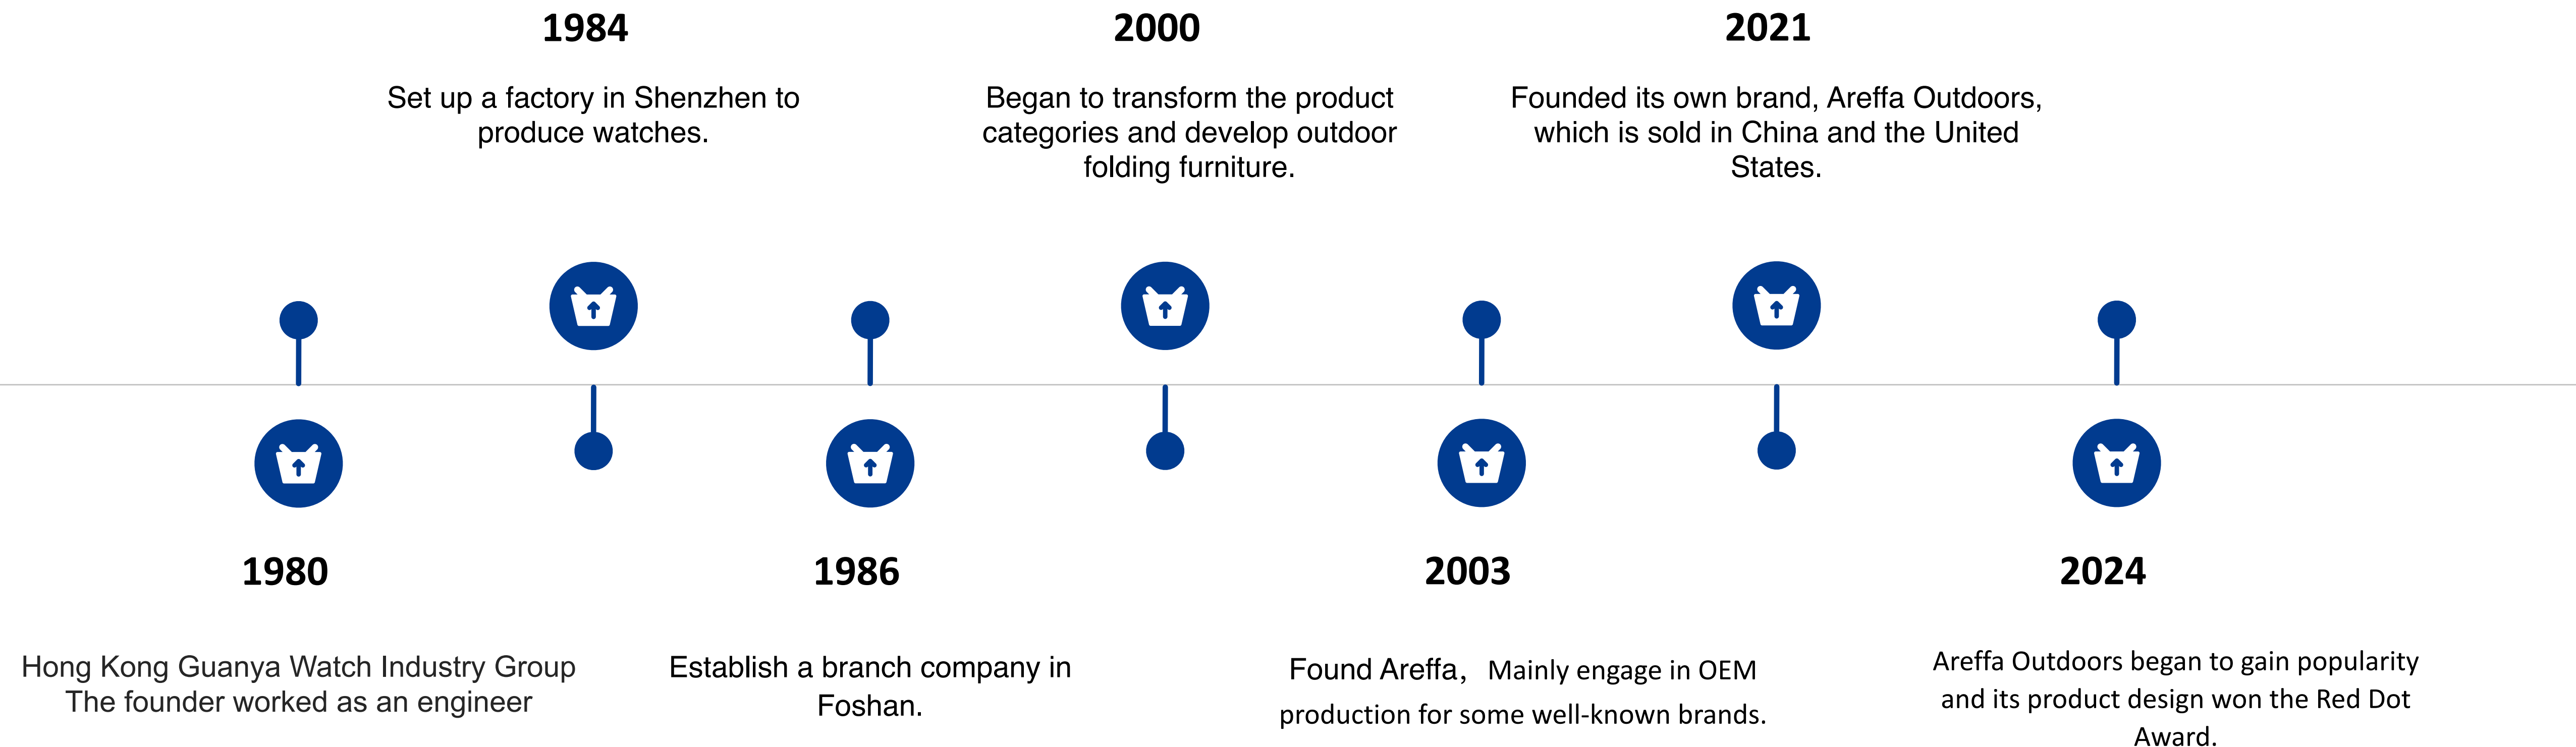 1984
Set up a factory in Shenzhen to
produce watches.
2000
Began to transform the product
categories and develop outdoor
folding furniture.
2021
Founded its own brand, Areffa Outdoors,
which is sold in China and the United
States.
1980
Hong Kong Guanya Watch Industry Group
The founder worked as an engineer
1986
Establish a branch company in
Foshan.
2003
Found Areffa， Mainly engage in OEM
production for some well-known brands.
2024
Areffa Outdoors began to gain popularity
and its product design won the Red Dot
Award.